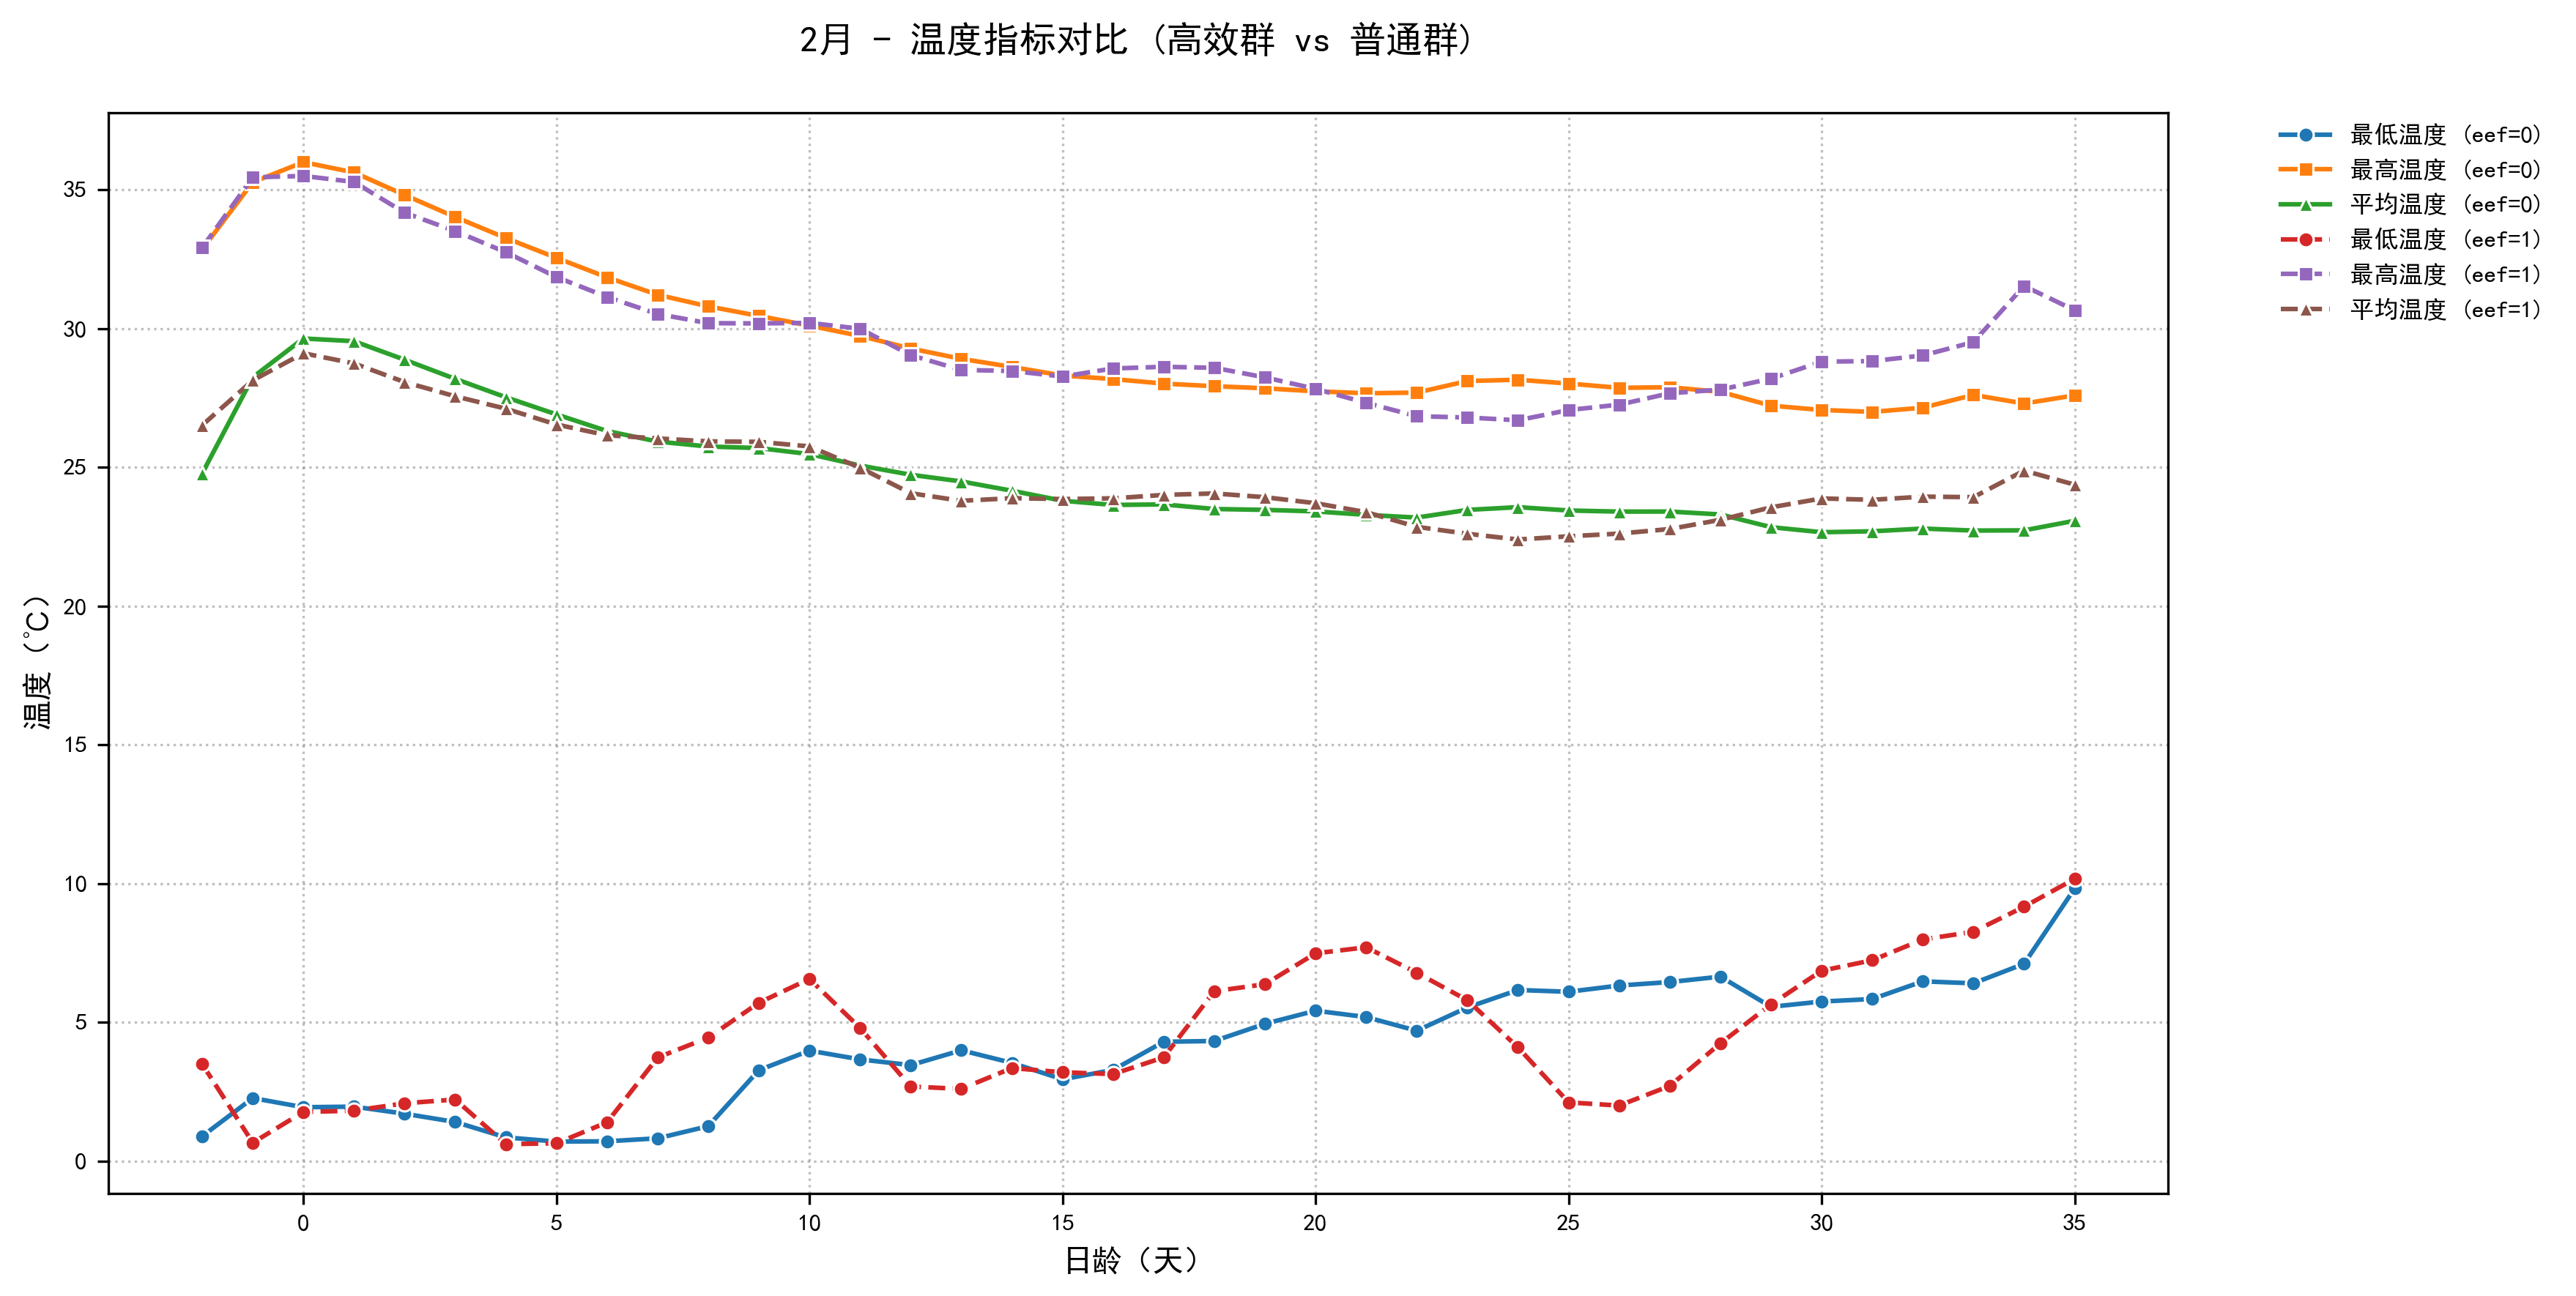 2月 - 温度指标对比 (高效群 vs 普通群)
最低温度 (eef=0)
最高温度 (eef=0)
平均温度 (eef=0)
最低温度 (eef=1)
最高温度 (eef=1)
平均温度 (eef=1)
温度 (℃)
35
30
25
20
15
10
5
0
0 5 10 15 20 25 30 35
日龄 (天)